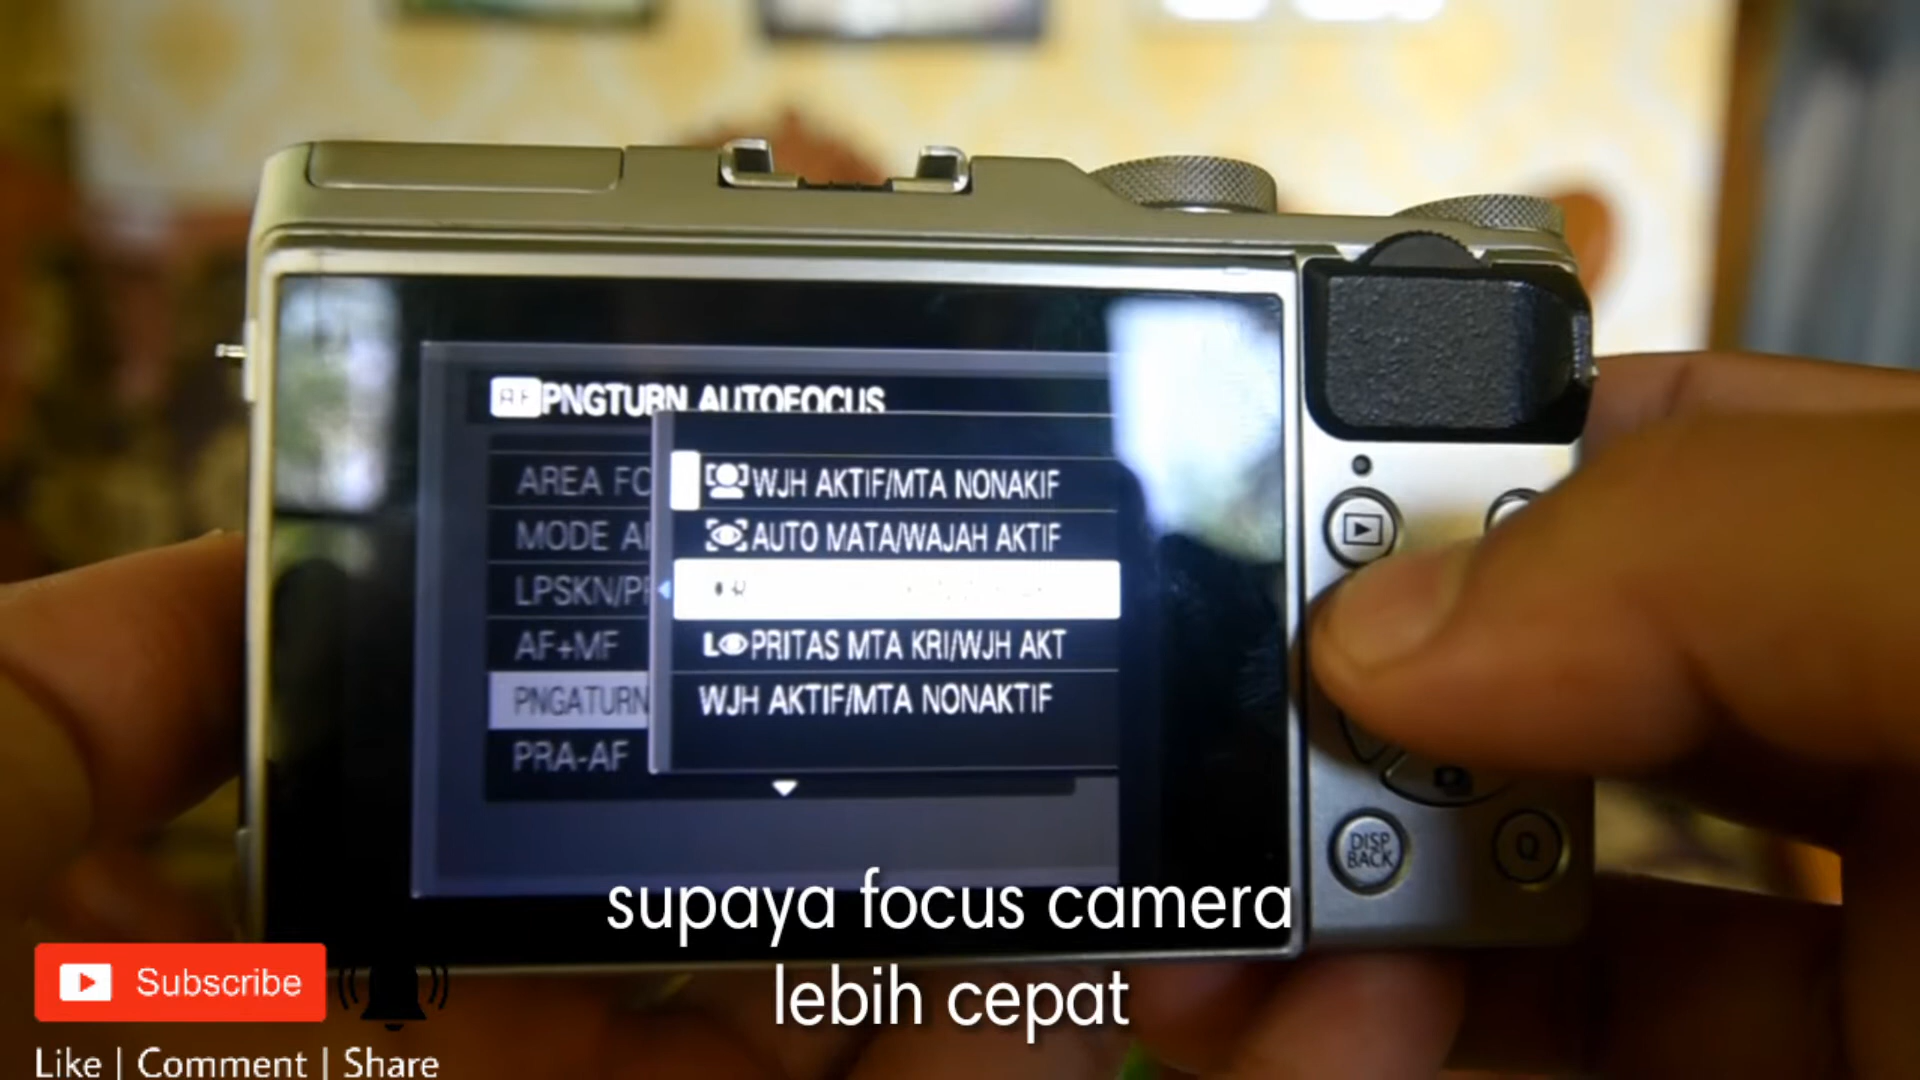 AF PNGTURN AUTOFOCUS
AREA FO
MODE A
LPSKN/P
AF+MF
PNGATURN
PRA-AF
WJH AKTIF/MTA NONAKIF
AUTO MATA/WAJAH AKTIF
R
L PRITAS MTA KRI/WJH AKT
WJH AKTIF/MTA NONAKTIF
DISP
BACK
Q
supaya focus camera
lebih cepat
Subscribe
Like | Comment | Share